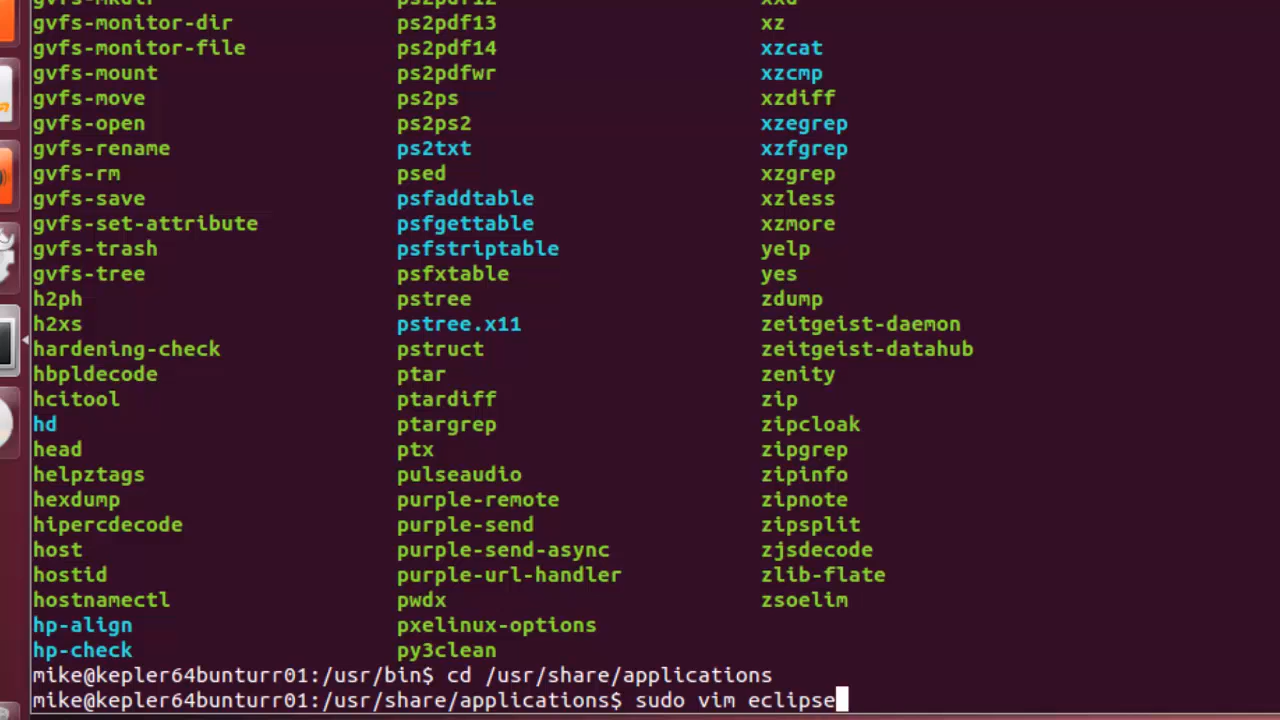 gvfs-mkdir ps2pdf12 xxd
gvfs-monitor-dir ps2pdf13 xz
gvfs-monitor-file ps2pdf14 xzcat
gvfs-mount ps2pdfwr xzcmp
gvfs-move ps2ps xzdiff
gvfs-open ps2ps2 xzegrep
gvfs-rename ps2txt xzfgrep
gvfs-rm psed xzgrep
gvfs-save psfaddtable xzless
gvfs-set-attribute psfgettable xzmore
gvfs-trash psfstriptable yelp
gvfs-tree psfxtable yes
h2ph pstree zdump
h2xs pstree.x11 zeitgeist-daemon
hardening-check pstruct zeitgeist-datahub
hbpldecode ptar zenity
hcitool ptardiff zip
hd ptargrep zipcloak
head ptx zipgrep
helpztags pulseaudio zipinfo
hexdump purple-remote zipnote
hipercdecode purple-send zipsplit
host purple-send-async zjsdecode
hostid purple-url-handler zlib-flate
hostnamectl pwdx zsoelim
hp-align pxelinux-options
hp-check py3clean
mike@kepler64bunturr01:/usr/bin$ cd /usr/share/applications
mike@kepler64bunturr01:/usr/share/applications$ sudo vim eclipse